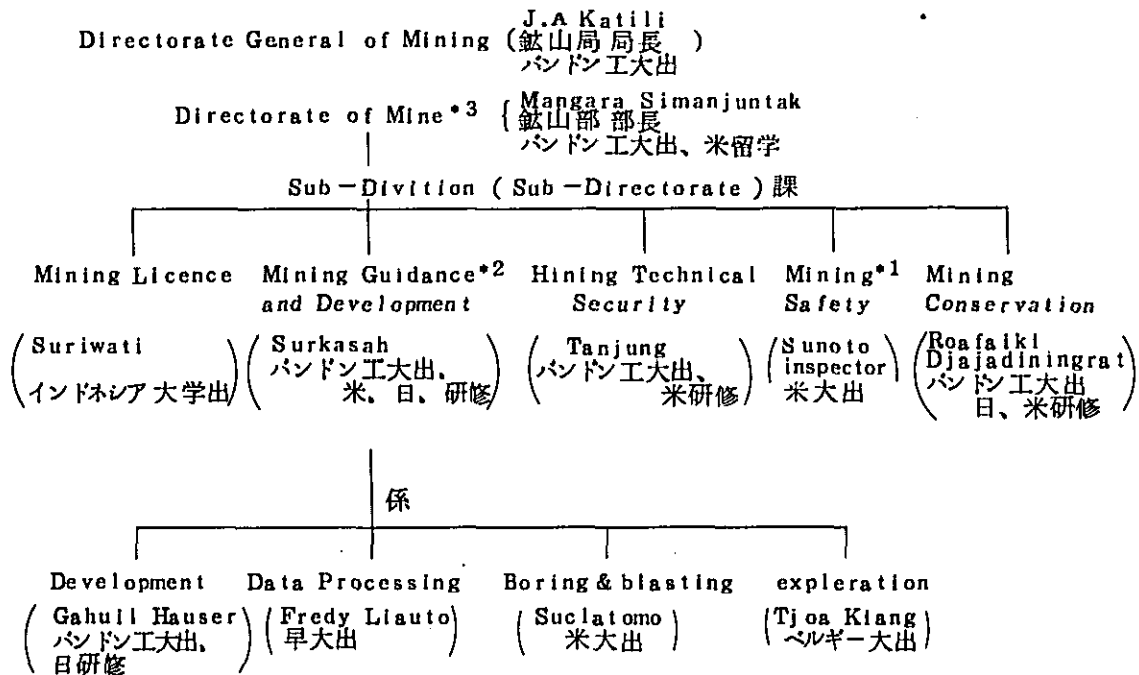 J.A Katili
Directorate General of Mining (鉱山局局長)
バンドン工大出
Mangara Simanjuntak
Directorate of Mine*3 {鉱山部部長
バンドン工大出、米留学
Sub-Divition (Sub-Directorate) 課
Mining Licence
Mining Guidance*2
and Development
Hining Technical
Security
Mining*1
Safety
Mining
Conservation
(Suriwati
インドネシア大学出)
(Surkasah
バンドン工大出、
米、日、研修)
(Tanjung
バンドン工大出、
米研修)
(Sunoto
inspector
米大出)
(Roafaiki
Djajadiningrat
バンドン工大出
日、米研修)
係
Development
Data Processing
Boring & blasting
expleration
(Gahuil Hauser
バンドン工大出、
日研修)
(Fredy Liauto
早大出)
(Suclatomo
米大出)
(Tjoa Kiang
ベルギー大出)